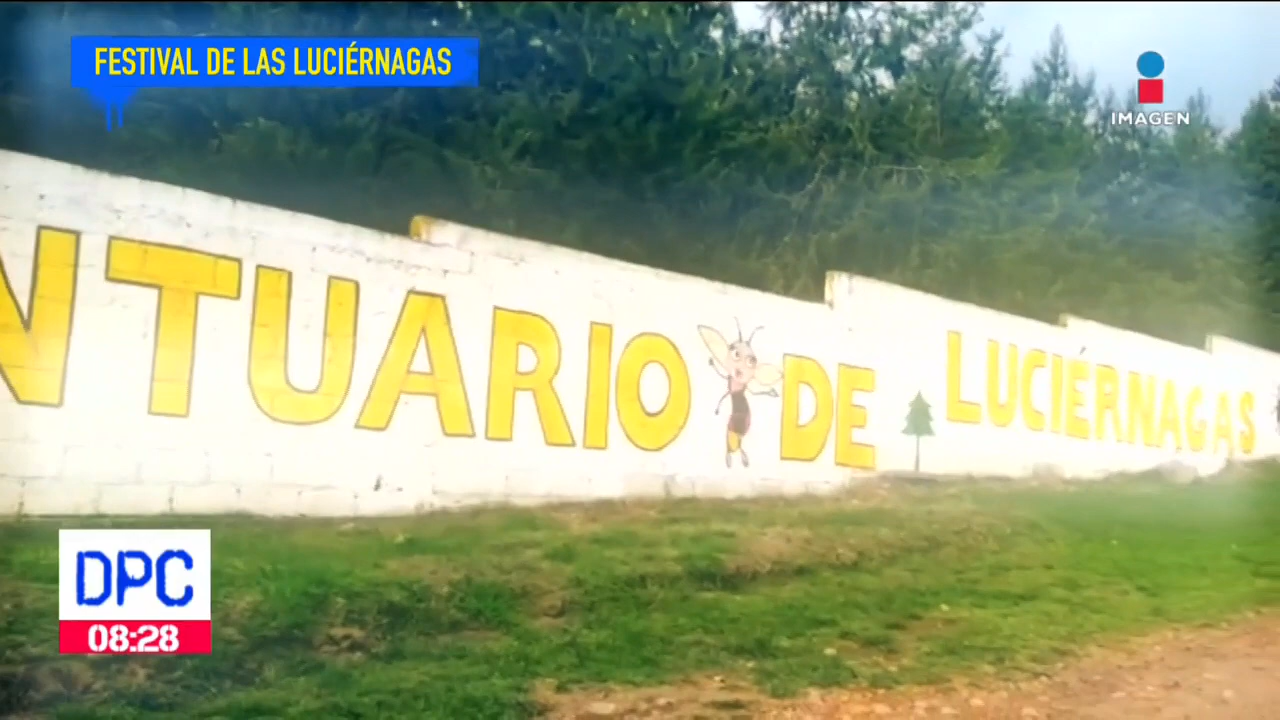 FESTIVAL DE LAS LUCIÉRNAGAS
IMAGEN
NTUARIO DE LUCIÉRNAGAS
DPC
08:28